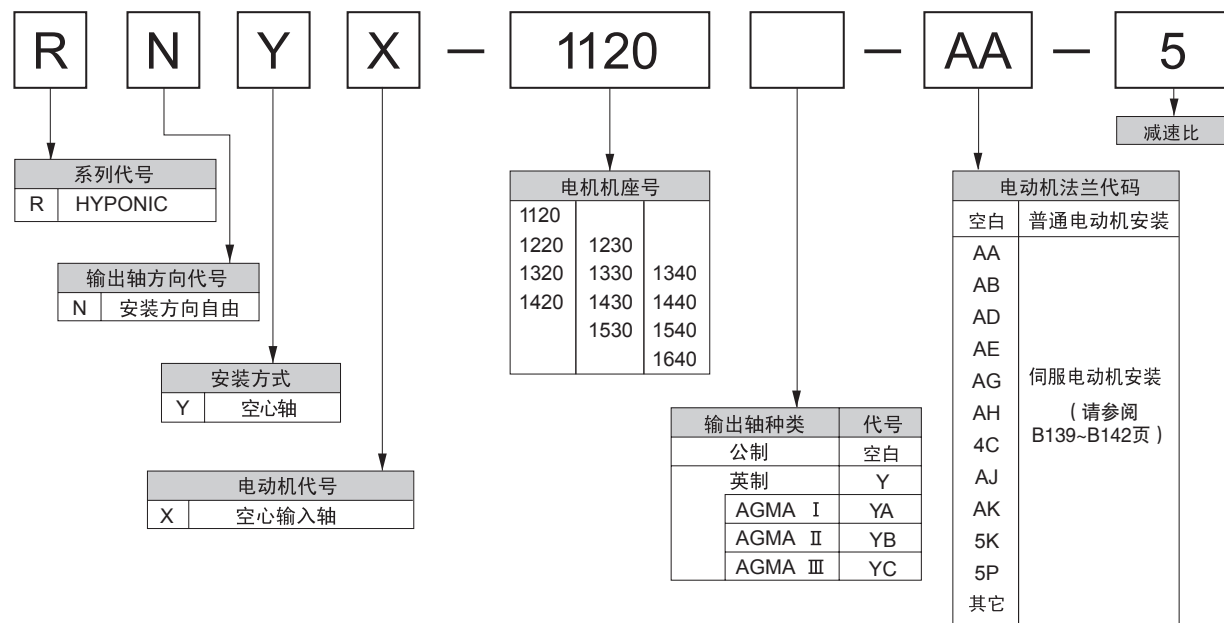 R N Y X — 1120 — AA — 5
减速比
系列代号
R HYPONIC
输出轴方向代号
N 安装方向自由
安装方式
Y 空心轴
电动机代号
X 空心输入轴
电机机座号
1120
1220 1230
1320 1330 1340
1420 1430 1440
1530 1540
1640
输出轴种类 代号
公制 空白
英制 Y
AGMA Ⅰ YA
AGMA Ⅱ YB
AGMA Ⅲ YC
电动机法兰代码
空白 普通电动机安装
AA
AB
AD
AE
AG
AH
4C
AJ
AK
5K
5P
其它
伺服电动机安装
(请参阅
B139~B142页)